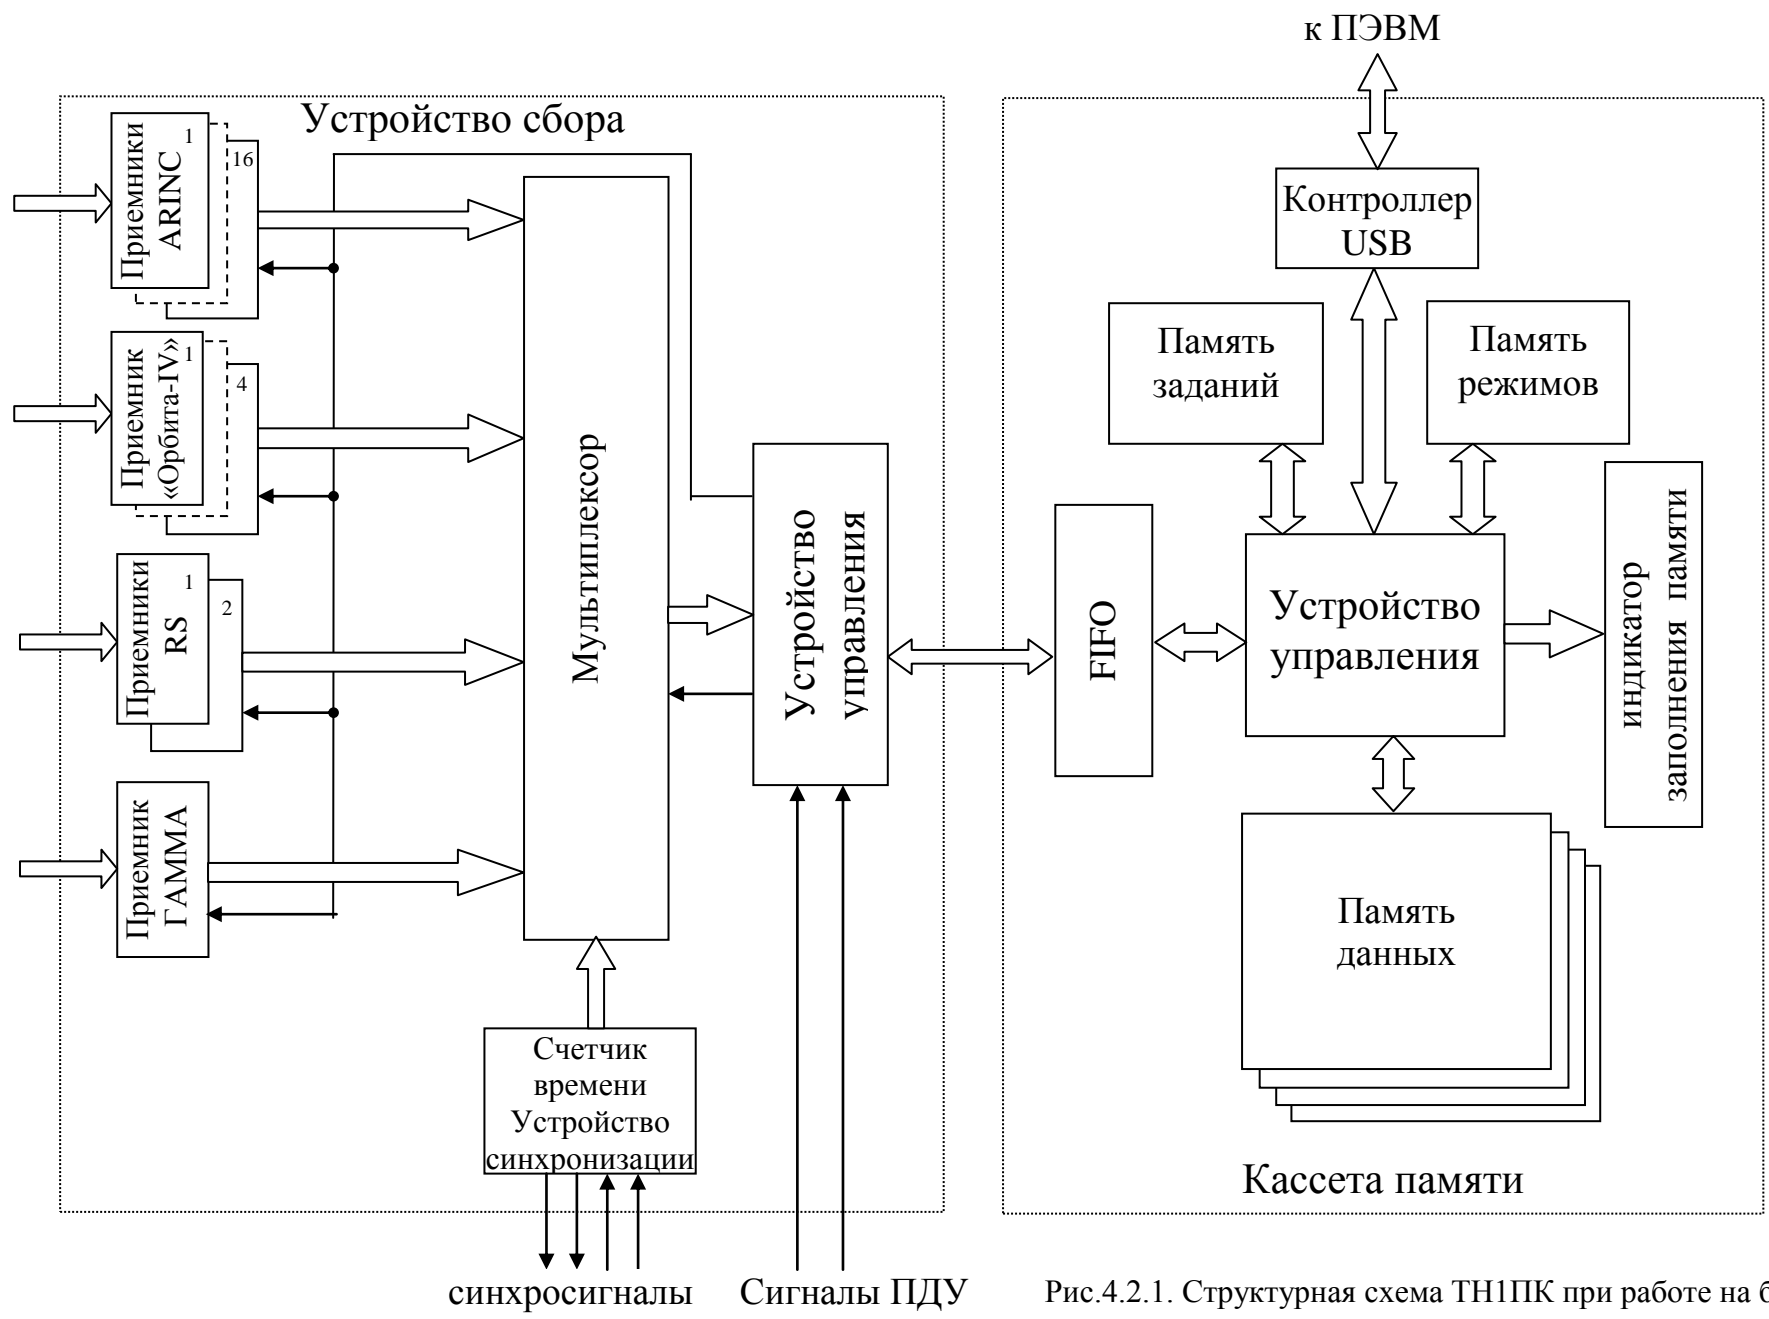 к ПЭВМ
Устройство сбора
Приемники
ARINC
1
16
Приемник
«Орбита-IV»
1
4
Приемники
RS
1
2
Приемник
ГАММА
Мультиплексор
Устройство
управления
Счетчик
времени
Устройство
синхронизации
синхросигналы
Сигналы ПДУ
Контроллер
USB
Память
заданий
Память
режимов
FIFO
Устройство
управления
индикатор
заполнения памяти
Память
данных
Кассета памяти
Рис.4.2.1. Структурная схема ТН1ПК при работе на